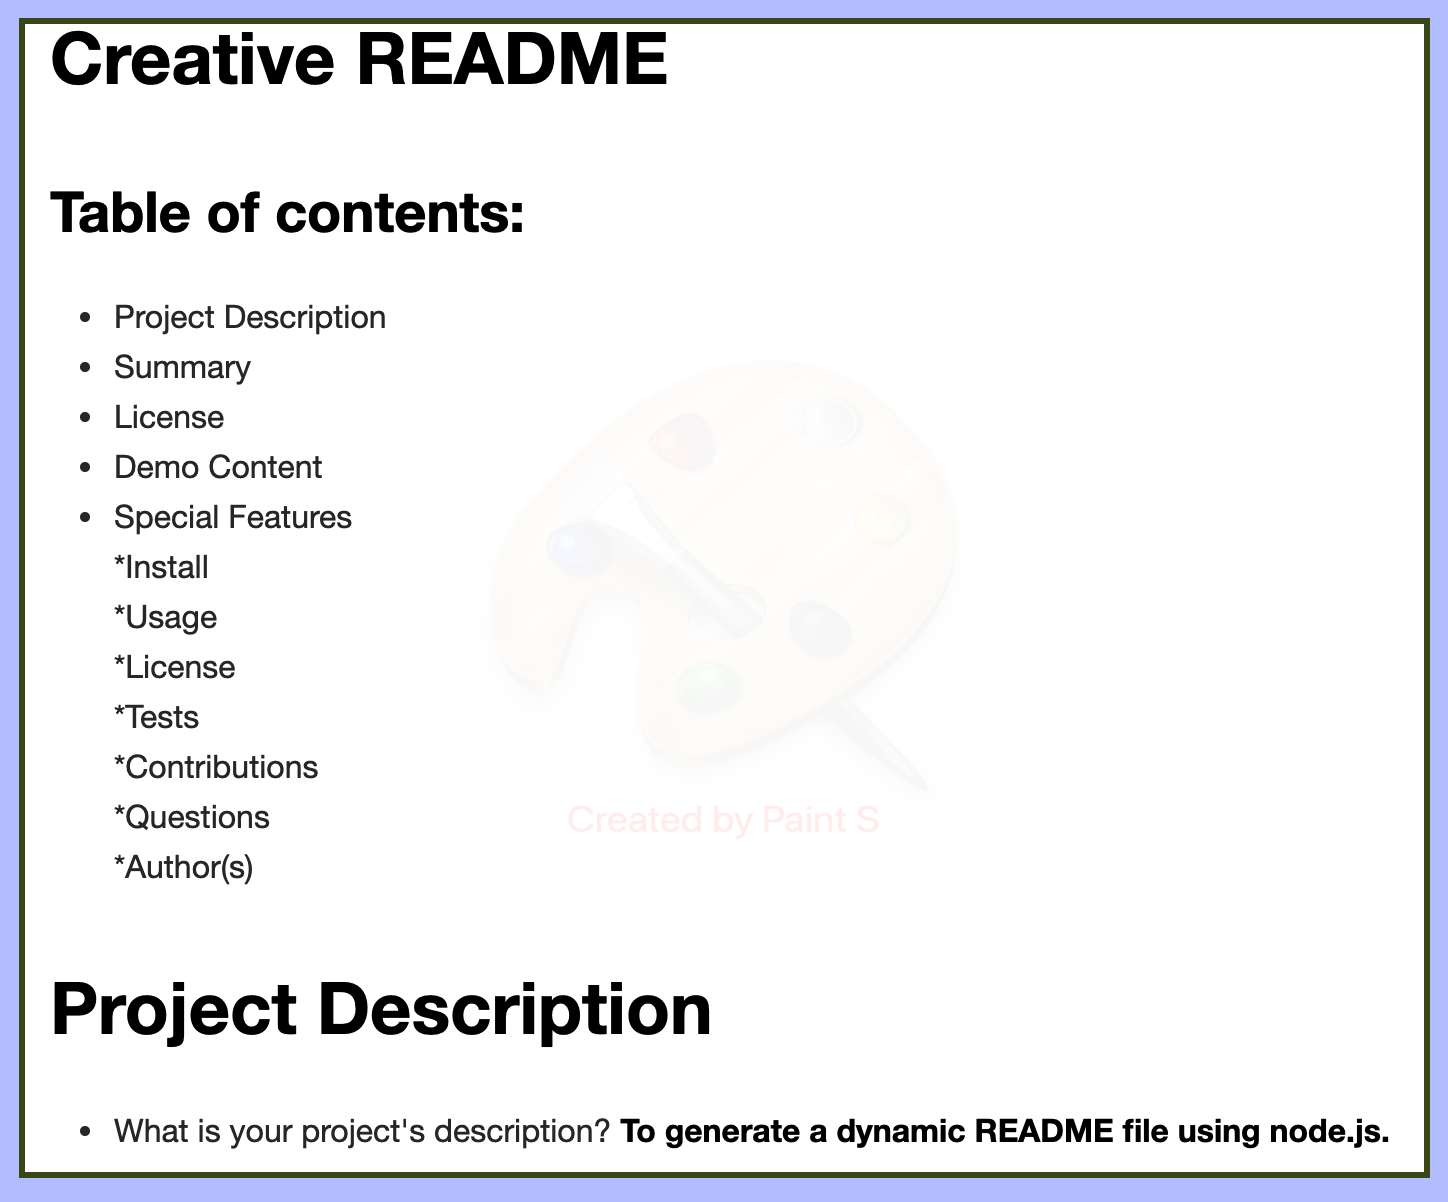 Creative README
Table of contents:
• Project Description
• Summary
• License
• Demo Content
• Special Features
*Install
*Usage
*License
*Tests
*Contributions
*Questions
*Author(s)
Created by Paint S
Project Description
• What is your project's description? To generate a dynamic README file using node.js.